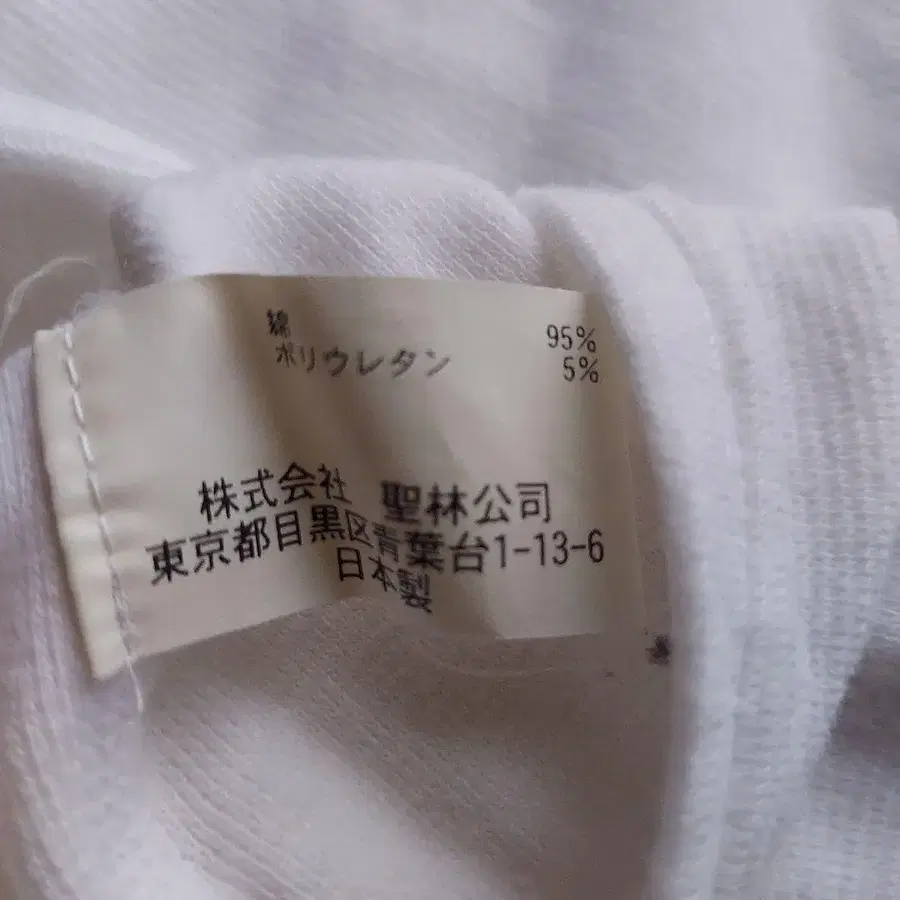 綿 95%
ポリウレタン 5%
株式会社 聖林公司
東京都目黒区青葉台1-13-6
日本製